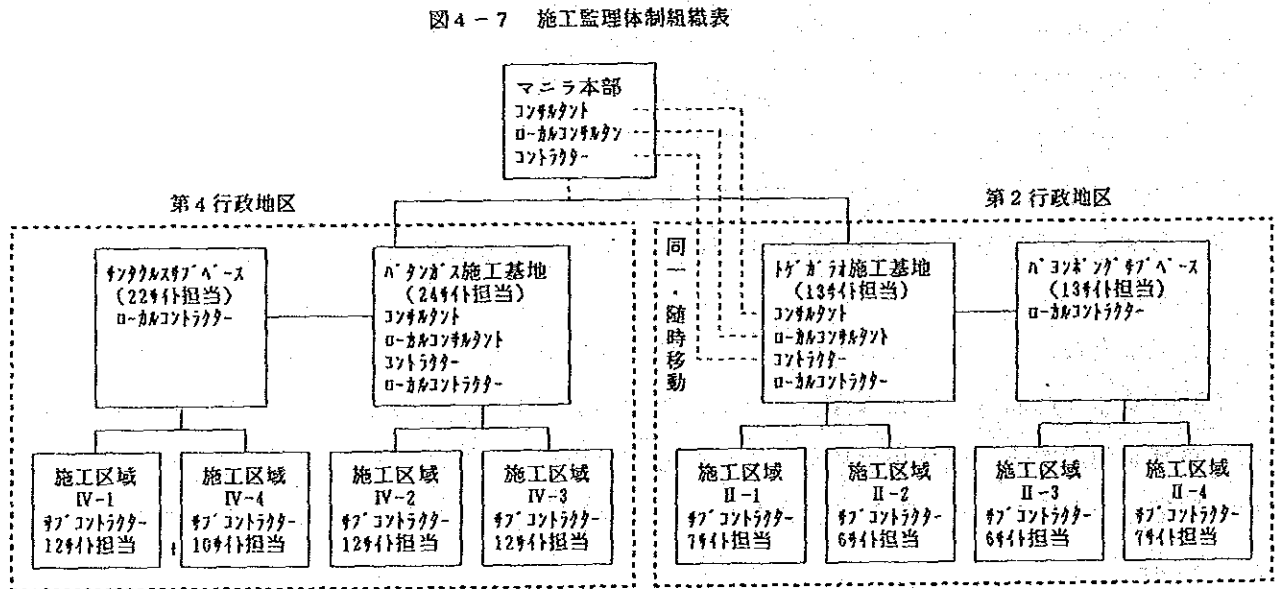 図4－7　施工監理体制組織表
マニラ本部
コンサルタント
ローカルコンサルタン
コントラクター
第4行政地区
第2行政地区
サンタクルスサブベース
(22サイト担当)
ローカルコントラクター
バタンガス施工基地
(24サイト担当)
コンサルタント
ローカルコンサルタント
コントラクター
ローカルコントラクター
同一・随時移動
トゲガラオ施工基地
(13サイト担当)
コンサルタント
ローカルコンサルタント
コントラクター
ローカルコントラクター
バヨンボングサブベース
(13サイト担当)
ローカルコントラクター
施工区域
Ⅳ-1
サブコントラクター
12サイト担当
施工区域
Ⅳ-4
サブコントラクター
10サイト担当
施工区域
Ⅳ-2
サブコントラクター
12サイト担当
施工区域
Ⅳ-3
サブコントラクター
12サイト担当
施工区域
Ⅱ-1
サブコントラクター
7サイト担当
施工区域
Ⅱ-2
サブコントラクター
6サイト担当
施工区域
Ⅱ-3
サブコントラクター
6サイト担当
施工区域
Ⅱ-4
サブコントラクター
7サイト担当